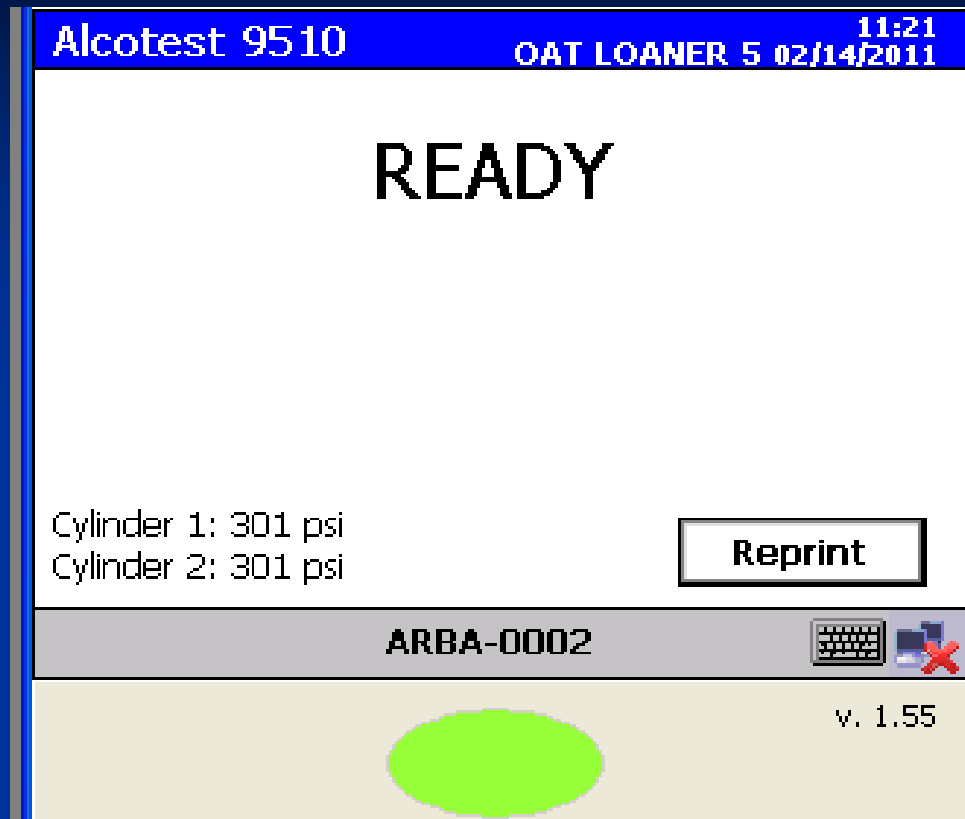 Alcotest 9510
11:21
OAT LOANER 5 02/14/2011
READY
Cylinder 1: 301 psi
Cylinder 2: 301 psi
Reprint
ARBA-0002
v. 1.55